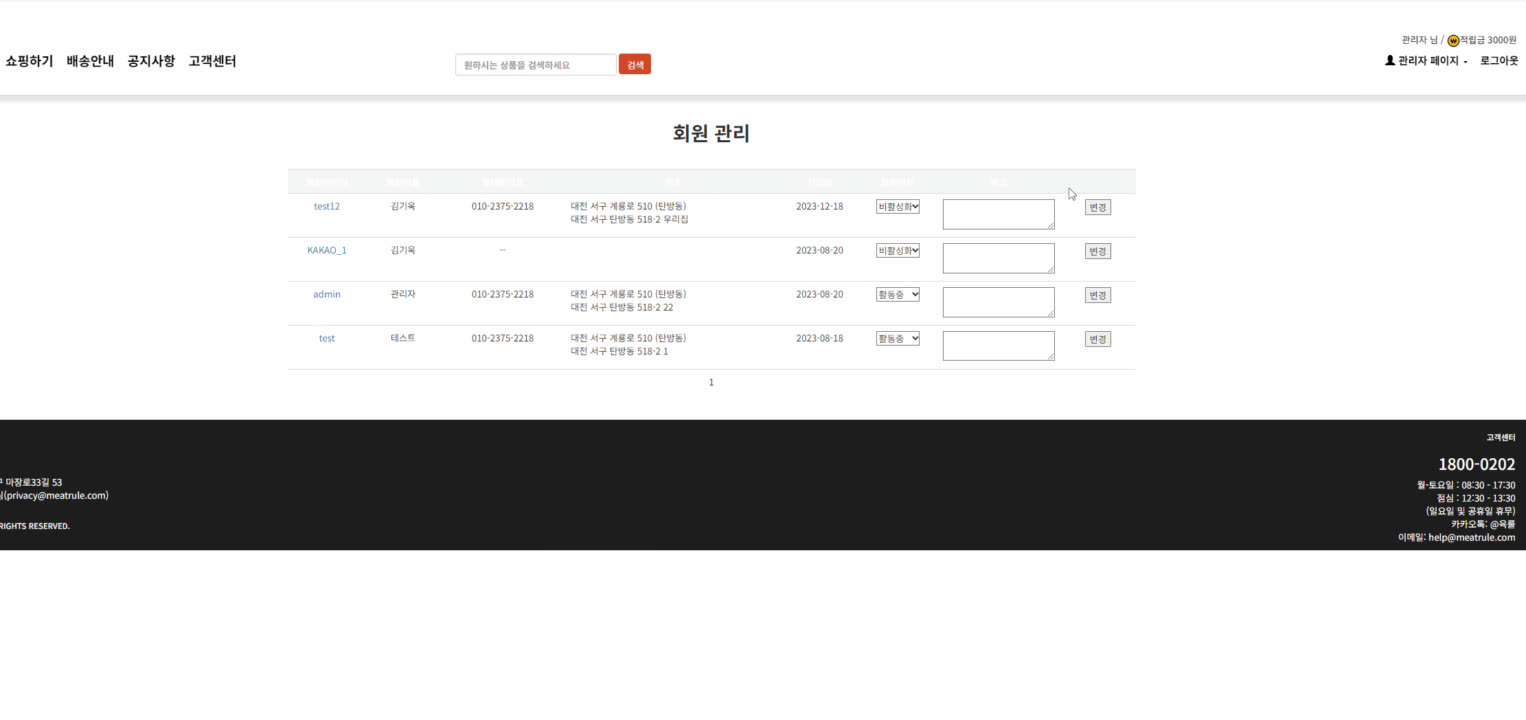 관리자 님 / 적립금 3000원
쇼핑하기 배송안내 공지사항 고객센터
원하시는 상품을 검색하세요 검색
관리자 페이지 로그아웃
회원 관리
test12 김기욱 010-2375-2218 대전 서구 계룡로 510 (탄방동) 2023-12-18 비활성화 변경
대전 서구 탄방동 518-2 우리집
KAKAO_1 김기욱 -- 2023-08-20 비활성화 변경
admin 관리자 010-2375-2218 대전 서구 계룡로 510 (탄방동) 2023-08-20 활동중 변경
대전 서구 탄방동 518-2 22
test 테스트 010-2375-2218 대전 서구 계룡로 510 (탄방동) 2023-08-18 활동중 변경
대전 서구 탄방동 518-2 1
1
고객센터
1800-0202
마장로33길 53
월-토요일 : 08:30 - 17:30
(privacy@meatrule.com)
점심 : 12:30 - 13:30
(일요일 및 공휴일 휴무)
RIGHTS RESERVED.
카카오톡: @육룰
이메일: help@meatrule.com